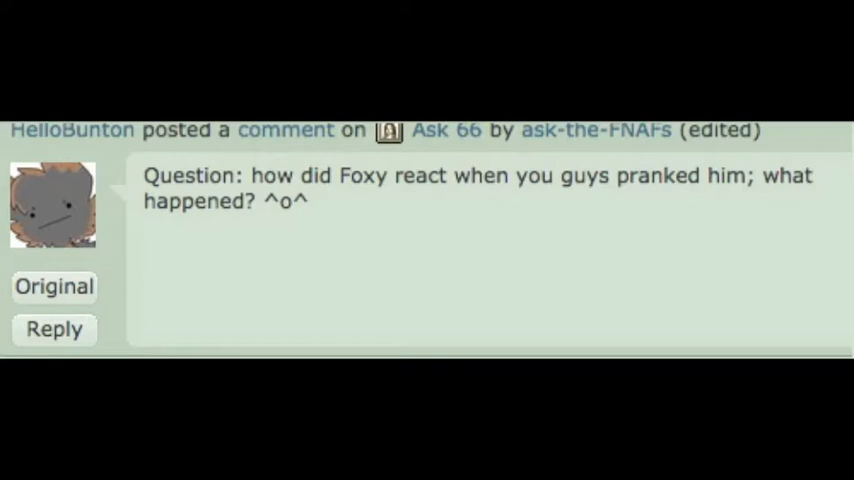 HelloBunton posted a comment on Ask 66 by ask-the-FNAFs (edited)
Question: how did Foxy react when you guys pranked him; what
happened? ^o^
Original
Reply